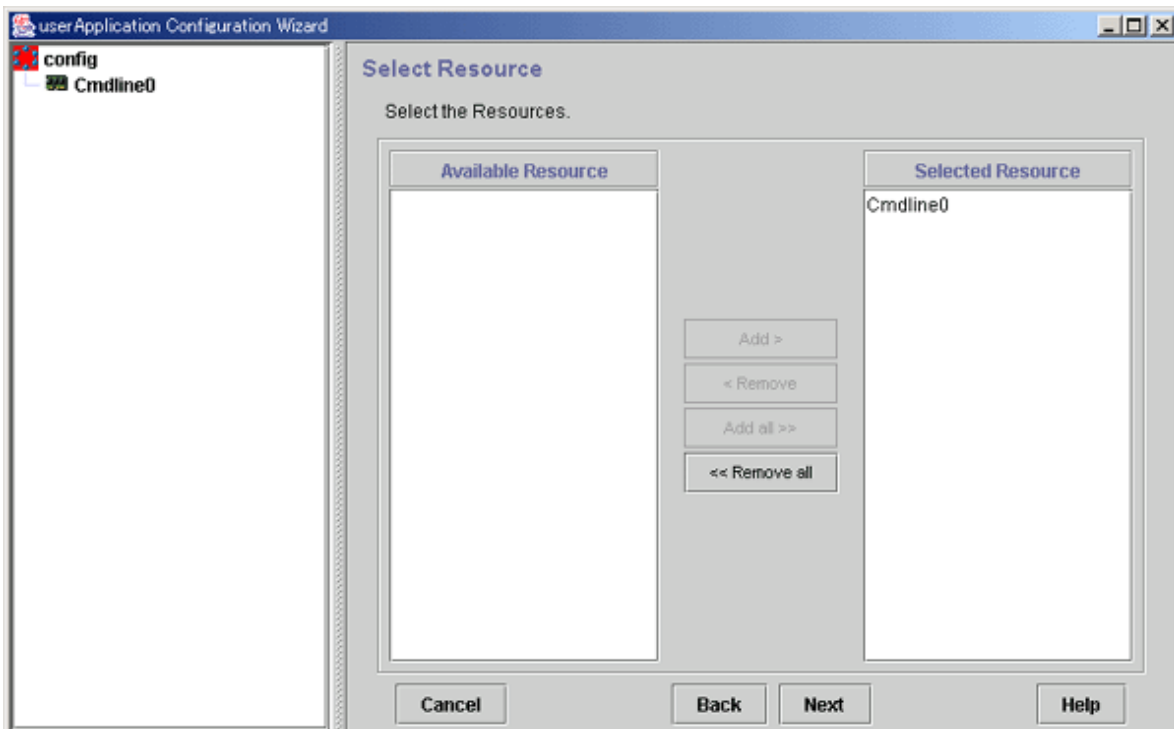 userApplication Configuration Wizard
config
Cmdline0
Select Resource
Select the Resources.
Available Resource
Selected Resource
Cmdline0
Add >
< Remove
Add all >>
<< Remove all
Cancel
Back
Next
Help